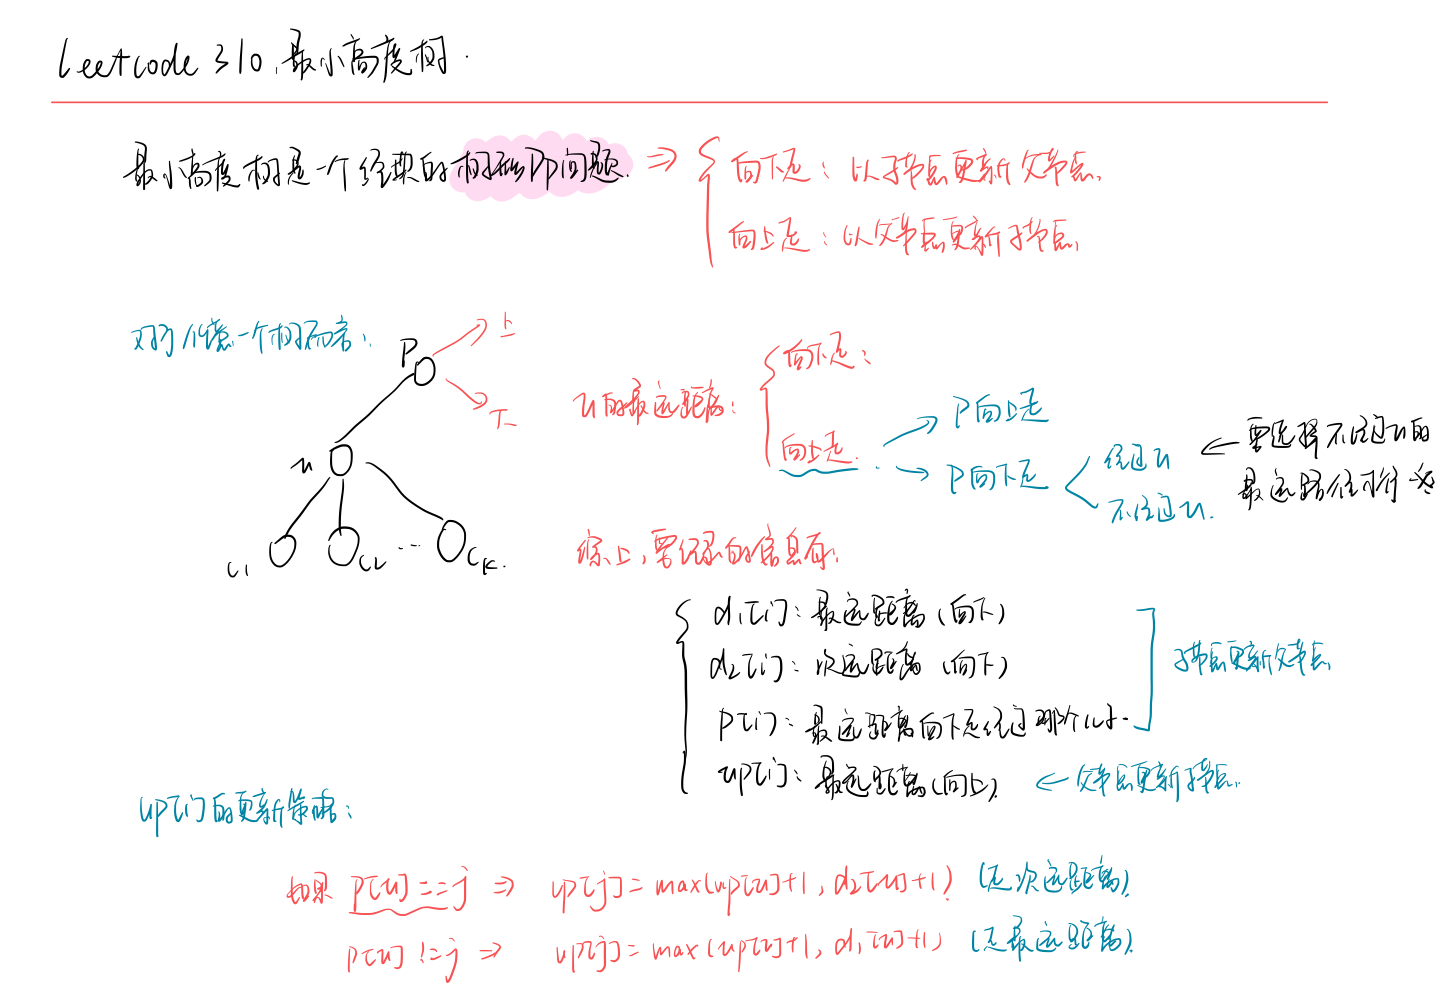 leetcode 310.最小高度树.
最小高度树是一个经典的树形Dp问题. ⇒
向下走：以子节点更新父节点.
向上走：以父节点更新子节点.
对于任意一个树而言：
P
上
下
u
c1 c2 ... ck.
u的最远距离：
向下走：
向上走.
P向上走
P向下走
经过u
不经过u.
← 要选择不经过u的
最远路径进行
综上,要记录的信息有：
d1[i]：最远距离(向下)
d2[i]：次远距离(向下)
p[i]：最远距离向下走经过哪个儿子.
子节点更新父节点
up[i]：最远距离(向上). ← 父节点更新子节点.
up[i]的更新策略：
如果 p[u]==j ⇒ up[j]=max(up[u]+1, d2[u]+1) (走次远距离).
p[u]!=j ⇒ up[j]=max(up[u]+1, d1[u]+1) (走最远距离).